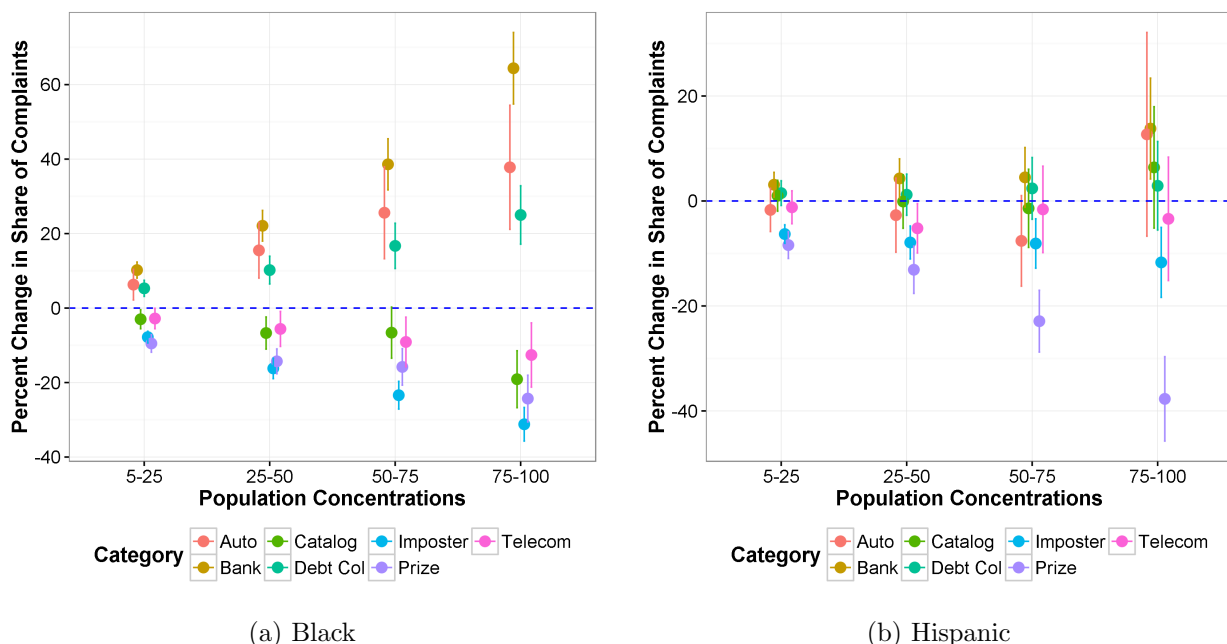 Percent Change in Share of Complaints
60
40
20
0
-20
-40
5-25 25-50 50-75 75-100
Population Concentrations
Category
Auto Catalog Imposter Telecom
Bank Debt Col Prize
(a) Black
Percent Change in Share of Complaints
20
0
-20
-40
5-25 25-50 50-75 75-100
Population Concentrations
Category
Auto Catalog Imposter Telecom
Bank Debt Col Prize
(b) Hispanic